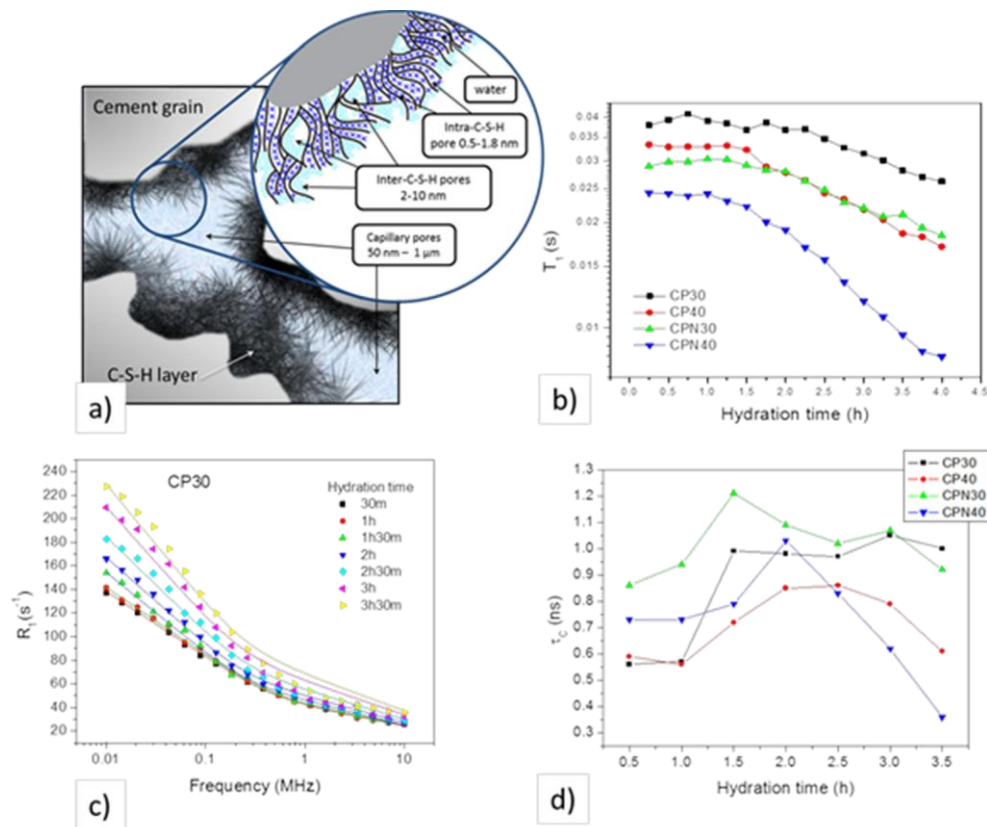 Cement grain
water
Intra-C-S-H
pore 0.5-1.8 nm
Inter-C-S-H pores
2-10 nm
Capillary pores
50 nm – 1 µm
C-S-H layer
a)
0.04
0.035
0.03
0.025
0.02
0.015
0.01
T₁ (s)
CP30
CP40
CPN30
CPN40
0.0 0.5 1.0 1.5 2.0 2.5 3.0 3.5 4.0 4.5
Hydration time (h)
b)
CP30
240
220
200
180
160
140
120
100
80
60
40
20
R₁(s⁻¹)
Hydration time
30m
1h
1h30m
2h
2h30m
3h
3h30m
0.01 0.1 1 10
Frequency (MHz)
c)
CP30
CP40
CPN30
CPN40
1.3
1.2
1.1
1.0
0.9
0.8
0.7
0.6
0.5
0.4
0.3
τC (ns)
0.5 1.0 1.5 2.0 2.5 3.0 3.5
Hydration time (h)
d)